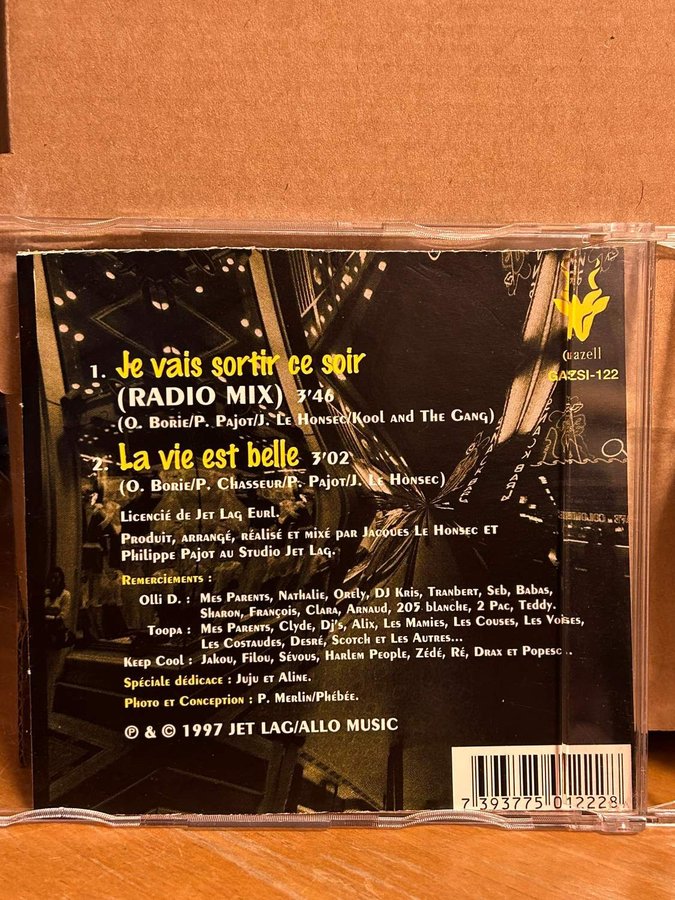 1. Je vais sortir ce soir
(RADIO MIX) 3'46
(O. Borie/P. Pajot/J. Le Honsec/Kool and The Gang)
2. La vie est belle 3'02
(O. Borie/P. Chasseur/P. Pajot/J. Le Honsec)
Licencié de Jet Lag Eurl.
Produit, arrangé, réalisé et mixé par Jacques Le Honsec et
Philippe Pajot au Studio Jet Lag.
Remerciements :
Olli D. : Mes Parents, Nathalie, Orély, DJ Kris, Tranbert, Seb, Babas,
Sharon, François, Clara, Arnaud, 205 blanche, 2 Pac, Teddy.
Toopa : Mes Parents, Clyde, Dj's, Alix, Les Mamies, Les Couses, Les Voises,
Les Costaudes, Desré, Scotch et Les Autres...
Keep Cool : Jakou, Filou, Sévous, Harlem People, Zédé, Ré, Drax et Popesc...
Spéciale dédicace : Juju et Aline.
Photo et Conception : P. Merlin/Phébée.
℗ & © 1997 JET LAG/ALLO MUSIC
Gazell
GAZSI-122
7 393775 012228